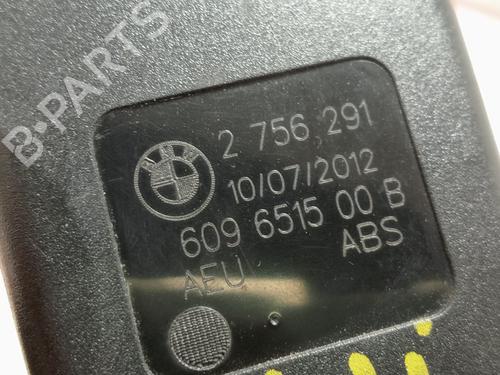 B-PARTS
BMW
2 756 291
10/07/2012
609 6515 00 B
AEU
ABS